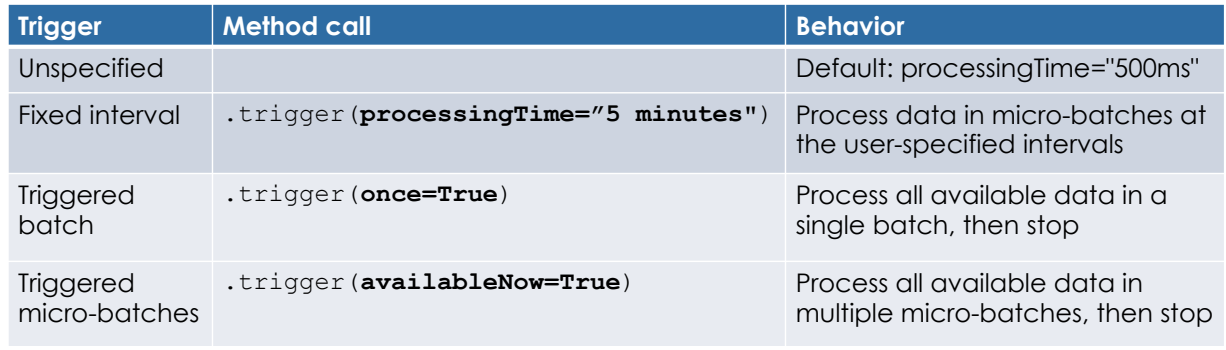 Trigger Method call Behavior
Unspecified Default: processingTime="500ms"
Fixed interval .trigger(processingTime=”5 minutes") Process data in micro-batches at
the user-specified intervals
Triggered .trigger(once=True) Process all available data in a
batch single batch, then stop
Triggered .trigger(availableNow=True) Process all available data in
micro-batches multiple micro-batches, then stop